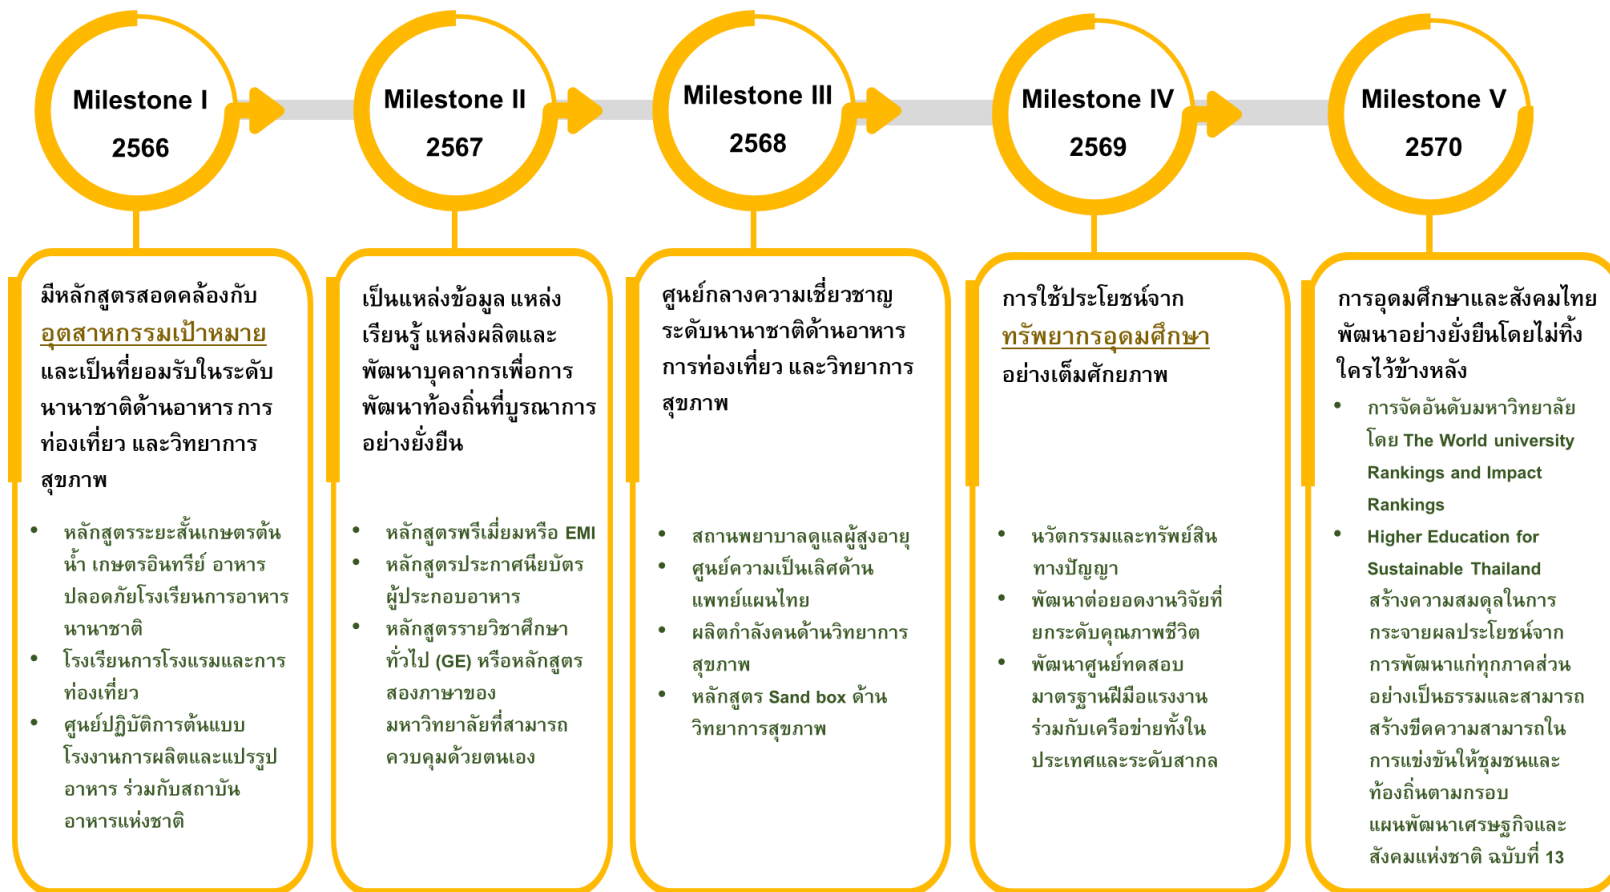 Milestone I
2566
Milestone II
2567
Milestone III
2568
Milestone IV
2569
Milestone V
2570
มีหลักสูตรสอดคล้องกับ
อุตสาหกรรมเป้าหมาย
และเป็นที่ยอมรับในระดับ
นานาชาติด้านอาหาร การ
ท่องเที่ยว และวิทยาการ
สุขภาพ
• หลักสูตรระยะสั้นเกษตรต้น
น้ำ เกษตรอินทรีย์ อาหาร
ปลอดภัยโรงเรียนการอาหาร
นานาชาติ
• โรงเรียนการโรงแรมและการ
ท่องเที่ยว
• ศูนย์ปฏิบัติการต้นแบบ
โรงงานการผลิตและแปรรูป
อาหาร ร่วมกับสถาบัน
อาหารแห่งชาติ
เป็นแหล่งข้อมูล แหล่ง
เรียนรู้ แหล่งผลิตและ
พัฒนาบุคลากรเพื่อการ
พัฒนาท้องถิ่นที่บูรณาการ
อย่างยั่งยืน
• หลักสูตรพรีเมี่ยมหรือ EMI
• หลักสูตรประกาศนียบัตร
ผู้ประกอบอาหาร
• หลักสูตรรายวิชาศึกษา
ทั่วไป (GE) หรือหลักสูตร
สองภาษาของ
มหาวิทยาลัยที่สามารถ
ควบคุมด้วยตนเอง
ศูนย์กลางความเชี่ยวชาญ
ระดับนานาชาติด้านอาหาร
การท่องเที่ยว และวิทยาการ
สุขภาพ
• สถานพยาบาลดูแลผู้สูงอายุ
• ศูนย์ความเป็นเลิศด้าน
แพทย์แผนไทย
• ผลิตกำลังคนด้านวิทยาการ
สุขภาพ
• หลักสูตร Sand box ด้าน
วิทยาการสุขภาพ
การใช้ประโยชน์จาก
ทรัพยากรอุดมศึกษา
อย่างเต็มศักยภาพ
• นวัตกรรมและทรัพย์สิน
ทางปัญญา
• พัฒนาต่อยอดงานวิจัยที่
ยกระดับคุณภาพชีวิต
• พัฒนาศูนย์ทดสอบ
มาตรฐานฝีมือแรงงาน
ร่วมกับเครือข่ายทั้งใน
ประเทศและระดับสากล
การอุดมศึกษาและสังคมไทย
พัฒนาอย่างยั่งยืนโดยไม่ทิ้ง
ใครไว้ข้างหลัง
• การจัดอันดับมหาวิทยาลัย
โดย The World university
Rankings and Impact
Rankings
• Higher Education for
Sustainable Thailand
สร้างความสมดุลในการ
กระจายผลประโยชน์จาก
การพัฒนาแก่ทุกภาคส่วน
อย่างเป็นธรรมและสามารถ
สร้างขีดความสามารถใน
การแข่งขันให้ชุมชนและ
ท้องถิ่นตามกรอบ
แผนพัฒนาเศรษฐกิจและ
สังคมแห่งชาติ ฉบับที่ 13